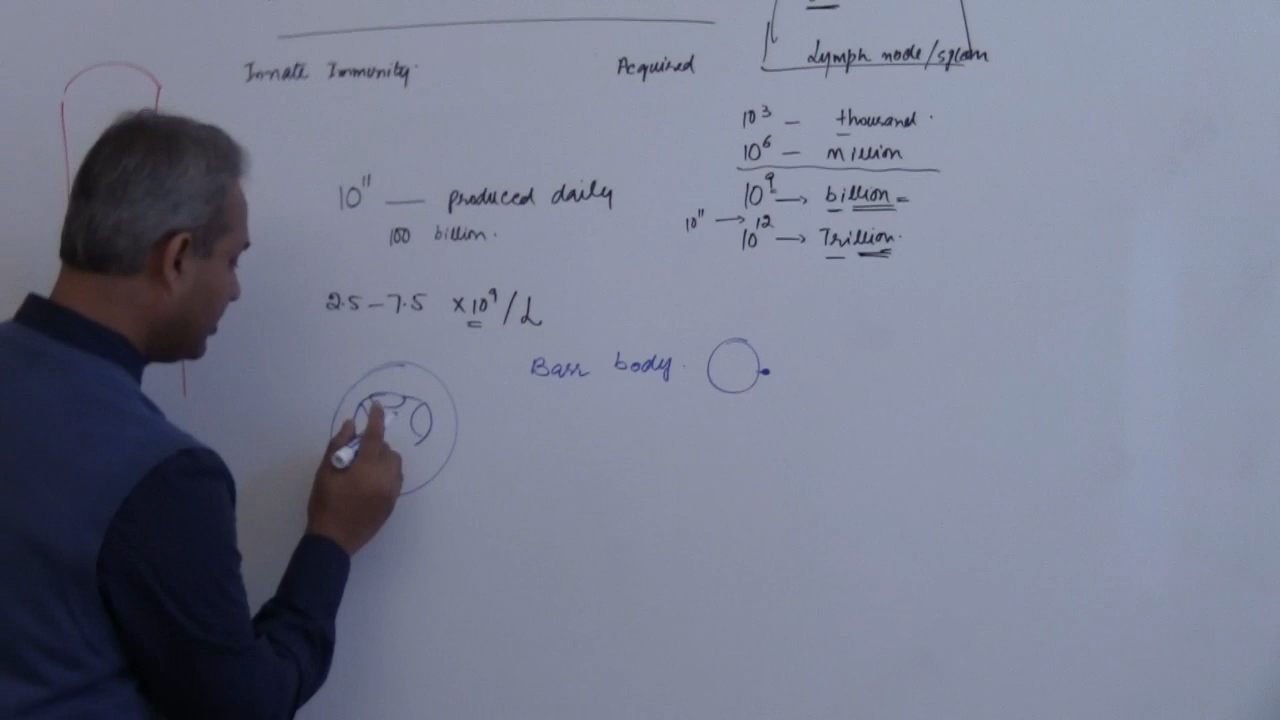 Innate Immunity
Acquired
Lymph node/spleen
10³ — thousand.
10⁶ — million
10⁹ → billion =
10¹¹ →
10¹² → Trillion.
10¹¹ — produced daily
100 billion.
2.5 – 7.5 × 10⁹ / L
Barr body.